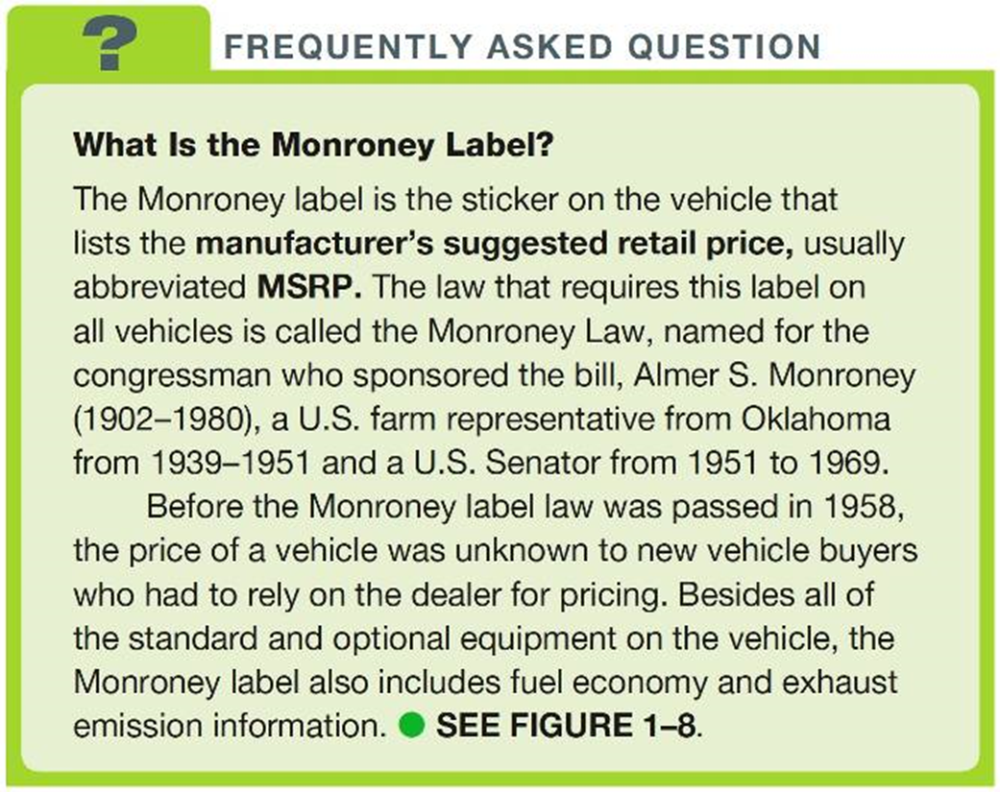 ?
FREQUENTLY ASKED QUESTION
What Is the Monroney Label?
The Monroney label is the sticker on the vehicle that
lists the manufacturer’s suggested retail price, usually
abbreviated MSRP. The law that requires this label on
all vehicles is called the Monroney Law, named for the
congressman who sponsored the bill, Almer S. Monroney
(1902–1980), a U.S. farm representative from Oklahoma
from 1939–1951 and a U.S. Senator from 1951 to 1969.
Before the Monroney label law was passed in 1958,
the price of a vehicle was unknown to new vehicle buyers
who had to rely on the dealer for pricing. Besides all of
the standard and optional equipment on the vehicle, the
Monroney label also includes fuel economy and exhaust
emission information. ● SEE FIGURE 1–8.